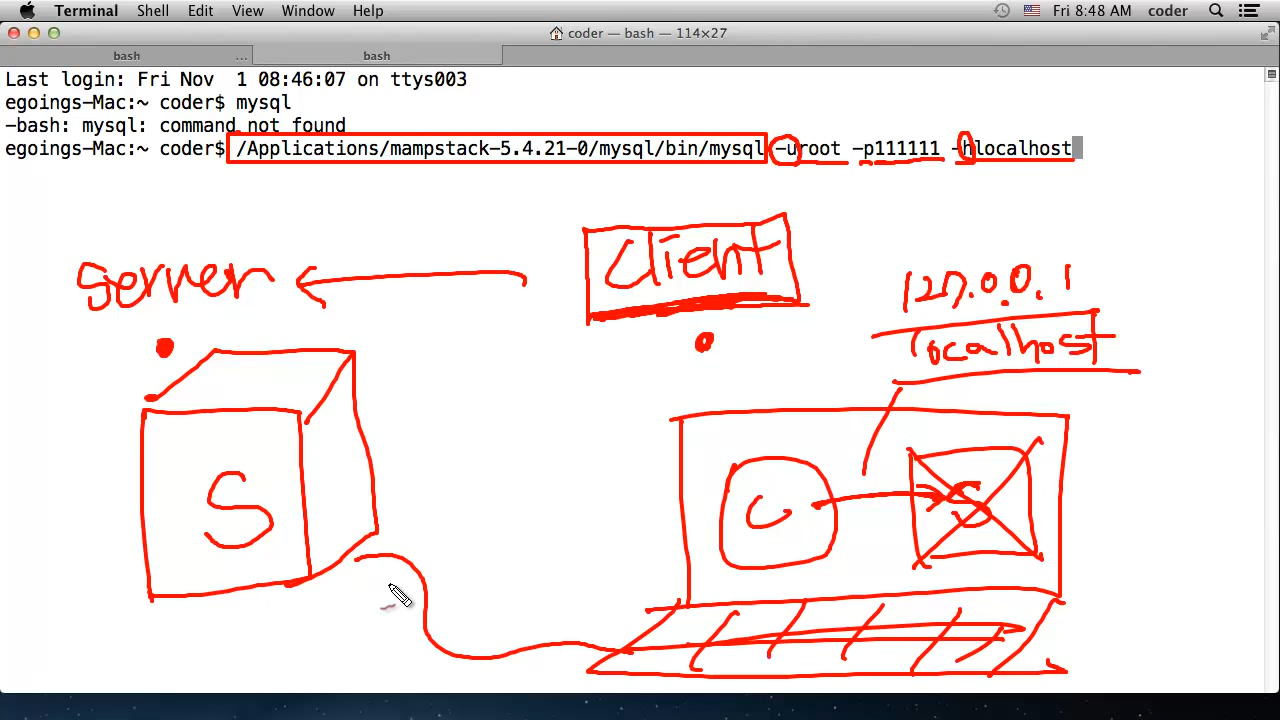 Terminal Shell Edit View Window Help Fri 8:48 AM coder
coder — bash — 114×27
bash ... bash
Last login: Fri Nov 1 08:46:07 on ttys003
egoings-Mac:~ coder$ mysql
-bash: mysql: command not found
egoings-Mac:~ coder$ /Applications/mampstack-5.4.21-0/mysql/bin/mysql -uroot -p111111 -hlocalhost
server client 127.0.0.1
localhost
S C S